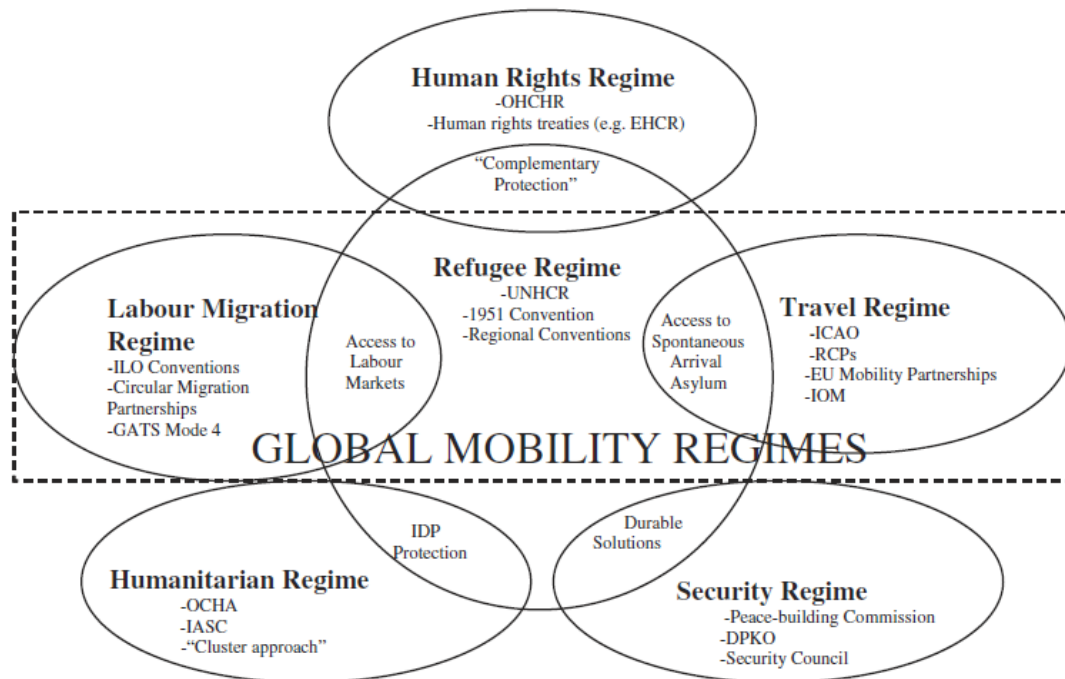 Human Rights Regime
-OHCHR
-Human rights treaties (e.g. EHCR)
“Complementary
Protection”
Refugee Regime
-UNHCR
-1951 Convention
-Regional Conventions
Labour Migration
Regime
-ILO Conventions
-Circular Migration
Partnerships
-GATS Mode 4
Access to
Labour
Markets
Access to
Spontaneous
Arrival
Asylum
Travel Regime
-ICAO
-RCPs
-EU Mobility Partnerships
-IOM
GLOBAL MOBILITY REGIMES
IDP
Protection
Durable
Solutions
Humanitarian Regime
-OCHA
-IASC
-“Cluster approach”
Security Regime
-Peace-building Commission
-DPKO
-Security Council